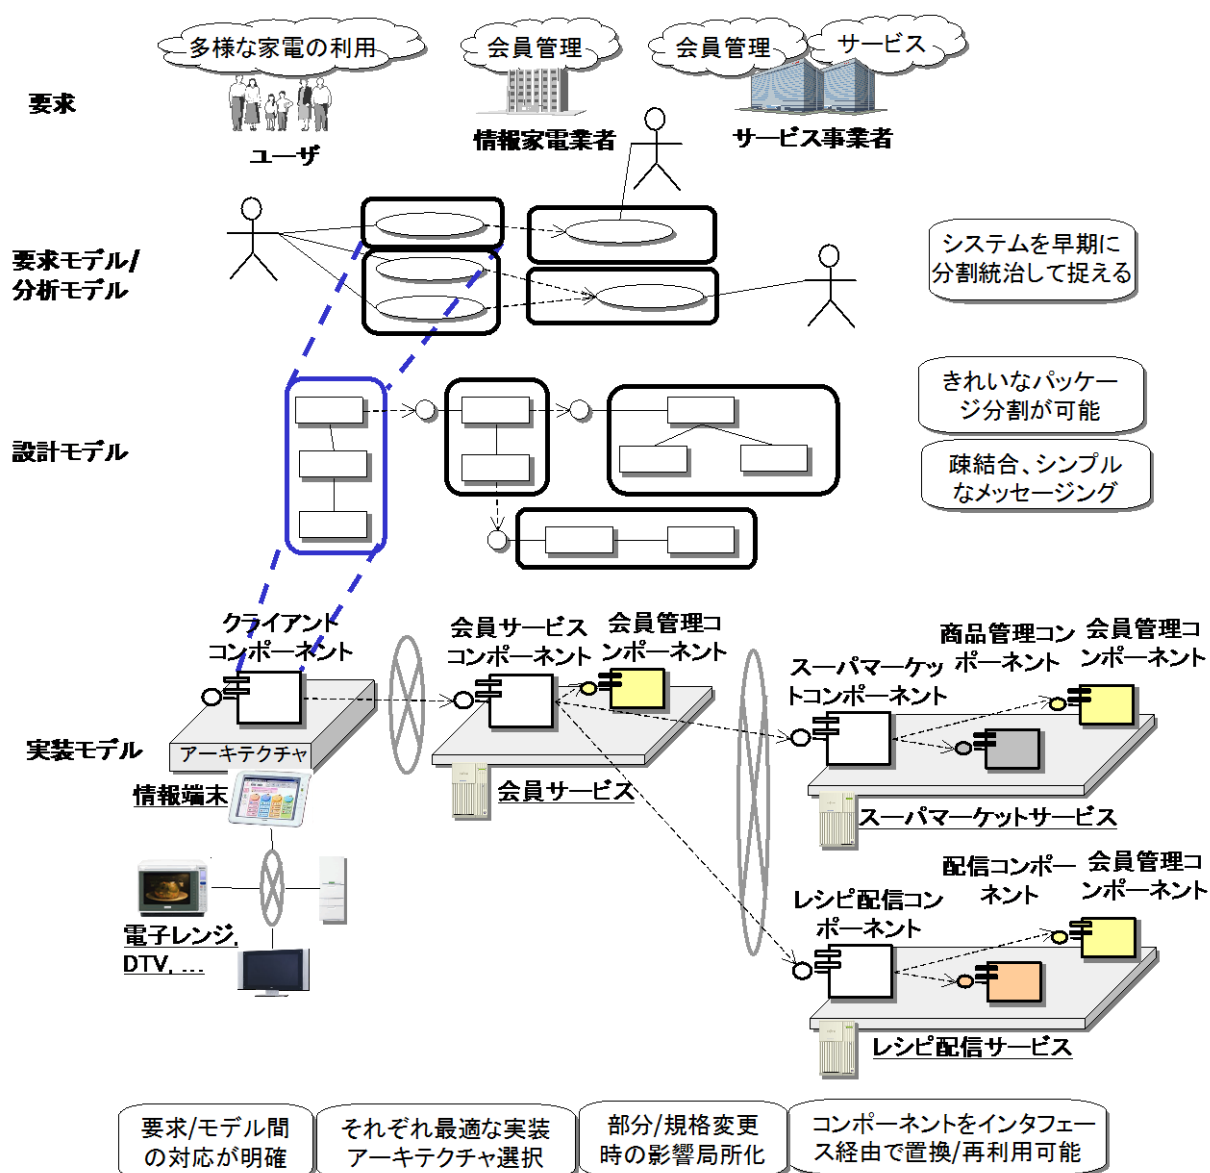 多様な家電の利用
会員管理
会員管理
サービス
要求
ユーザ
情報家電業者
サービス事業者
要求モデル/
分析モデル
システムを早期に
分割統治して捉える
設計モデル
きれいなパッケー
ジ分割が可能
疎結合、シンプル
なメッセージング
実装モデル
クライアント
コンポーネント
アーキテクチャ
情報端末
電子レンジ,
DTV, …
会員サービス
コンポーネント
会員管理コ
ンポーネント
会員サービス
スーパマーケッ
トコンポーネント
商品管理コン
ポーネント
会員管理コ
ンポーネント
スーパマーケットサービス
レシピ配信コン
ポーネント
配信コンポー
ネント
会員管理コ
ンポーネント
レシピ配信サービス
要求/モデル間
の対応が明確
それぞれ最適な実装
アーキテクチャ選択
部分/規格変更
時の影響局所化
コンポーネントをインタフェー
ス経由で置換/再利用可能